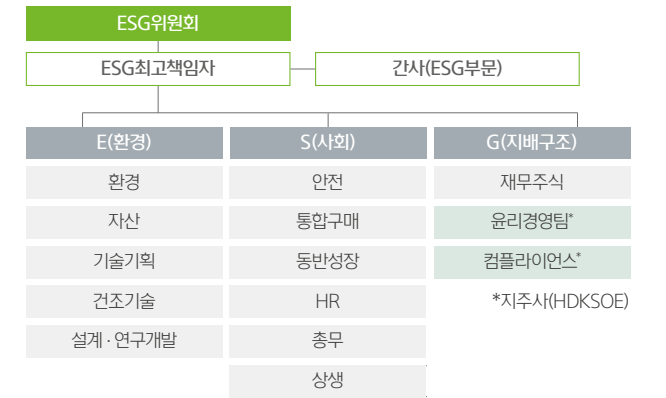 ESG위원회
ESG최고책임자 간사(ESG부문)
E(환경) S(사회) G(지배구조)
환경 안전 재무주식
자산 통합구매 윤리경영팀*
기술기획 동반성장 컴플라이언스*
건조기술 HR *지주사(HDKSOE)
설계·연구개발 총무
상생